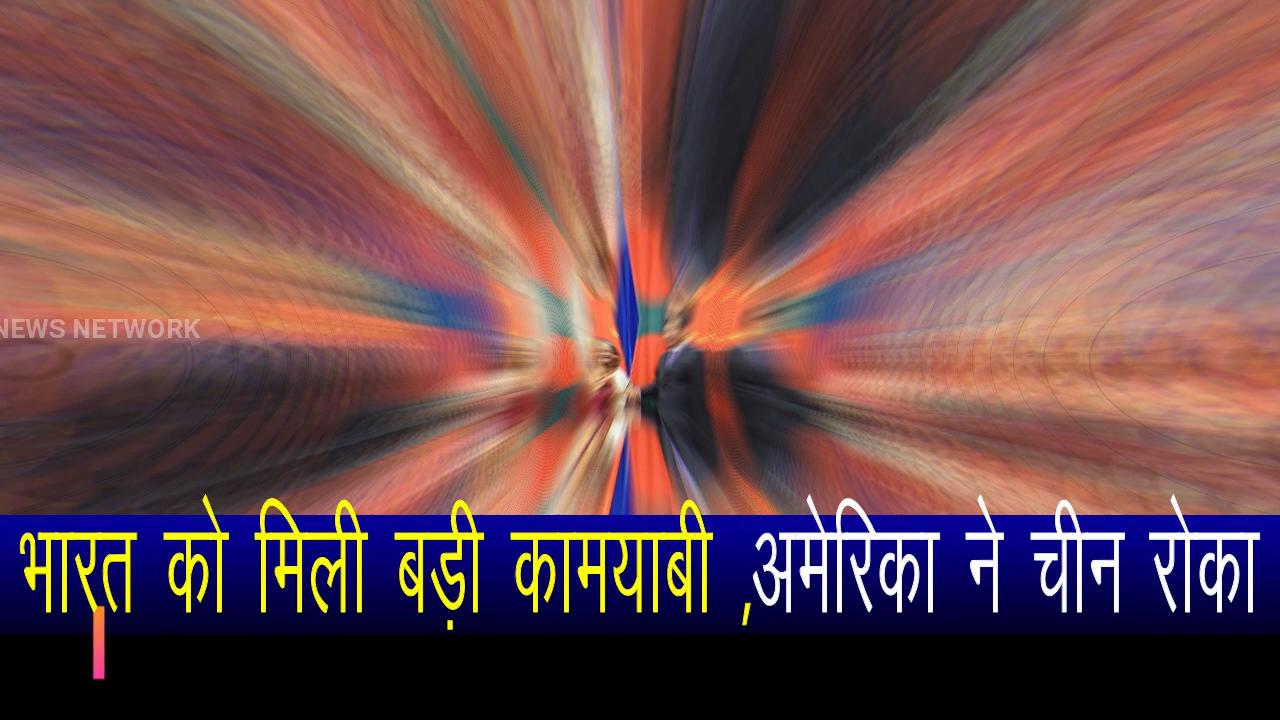 NEWS NETWORK
भारत को मिली बड़ी कामयाबी ,अमेरिका ने चीन रोका